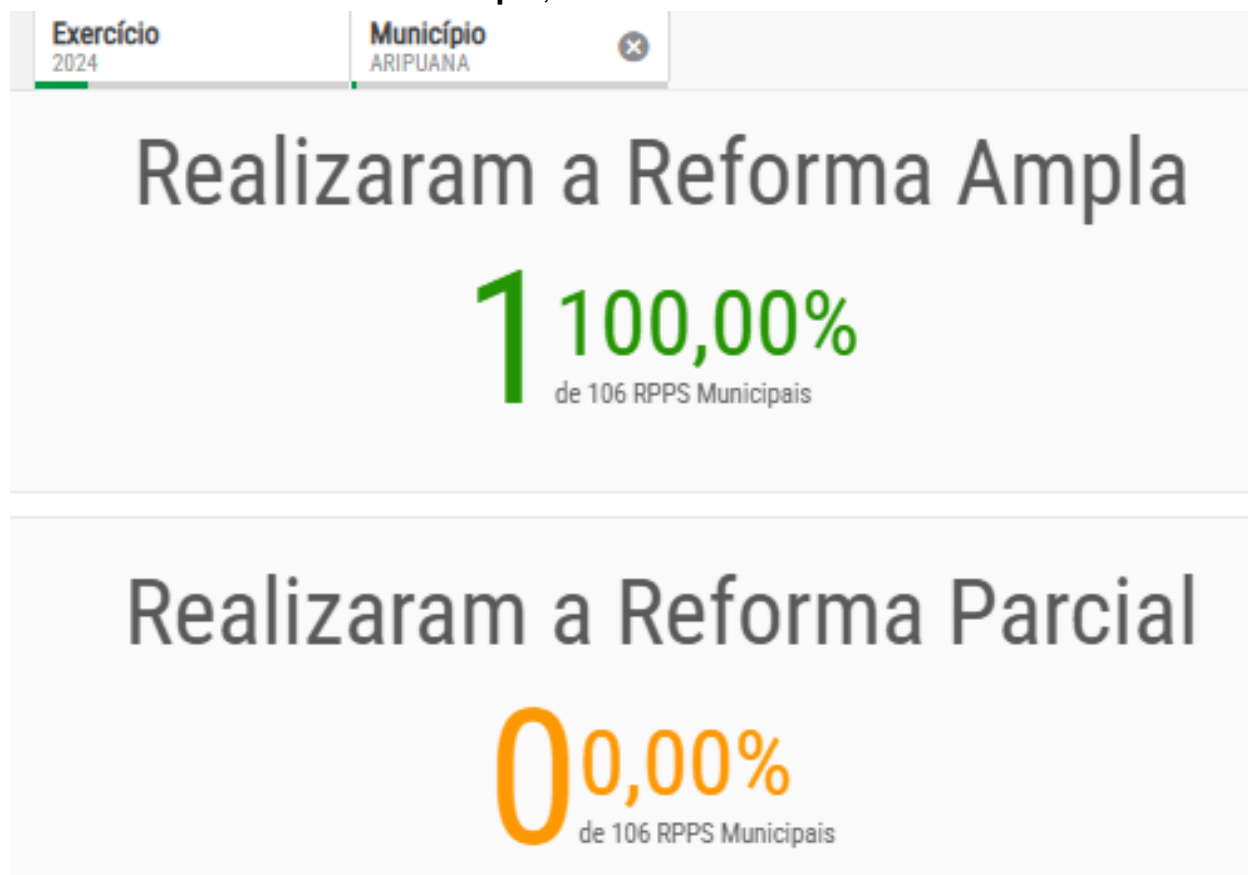 Exercício Município
2024 ARIPUANA
Realizaram a Reforma Ampla
1 100,00%
de 106 RPPS Municipais
Realizaram a Reforma Parcial
0 0,00%
de 106 RPPS Municipais